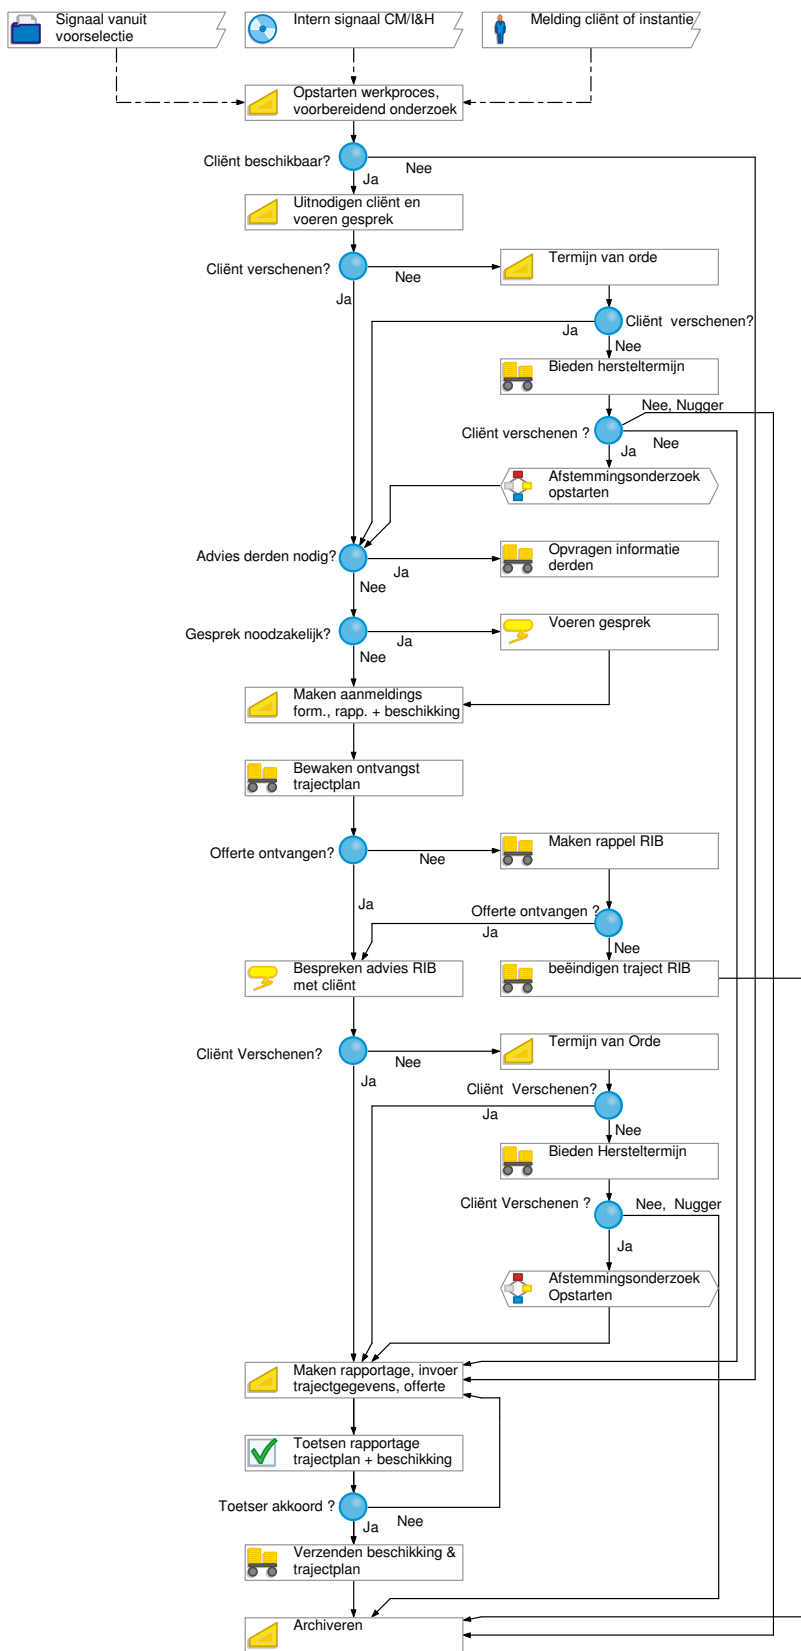 Signaal vanuit
voorselectie
Intern signaal CM/I&H
Melding cliënt of instantie
Opstarten werkproces,
voorbereidend onderzoek
Cliënt beschikbaar?
Nee
Ja
Uitnodigen cliënt en
voeren gesprek
Cliënt verschenen?
Nee
Ja
Termijn van orde
Cliënt  verschenen?
Ja
Nee
Bieden hersteltermijn
Nee, Nugger
Cliënt verschenen ?
Nee
Ja
Afstemmingsonderzoek
opstarten
Advies derden nodig?
Ja
Nee
Opvragen informatie
derden
Gesprek noodzakelijk?
Ja
Nee
Voeren gesprek
Maken aanmeldings
form., rapp. + beschikking
Bewaken ontvangst
trajectplan
Offerte ontvangen?
Nee
Ja
Maken rappel RIB
Offerte ontvangen ?
Ja
Nee
Bespreken advies RIB
met cliënt
beëindigen traject RIB
Cliënt Verschenen?
Nee
Ja
Termijn van Orde
Cliënt  Verschenen?
Ja
Nee
Bieden Hersteltermijn
Cliënt Verschenen ?
Nee,  Nugger
Ja
Afstemmingsonderzoek
Opstarten
Maken rapportage, invoer
trajectgegevens, offerte
Toetsen rapportage
trajectplan + beschikking
Toetser akkoord ?
Nee
Ja
Verzenden beschikking &
trajectplan
Archiveren